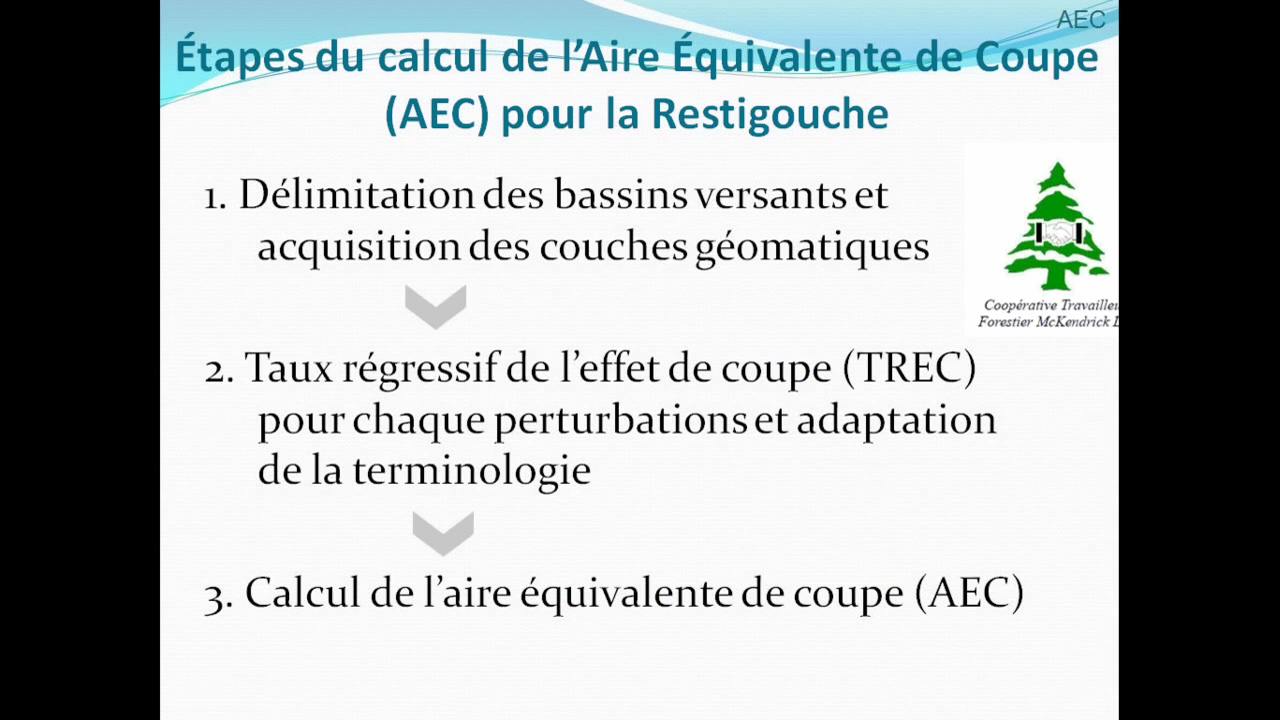 AEC
Étapes du calcul de l’Aire Équivalente de Coupe
(AEC) pour la Restigouche
1. Délimitation des bassins versants et
acquisition des couches géomatiques
Coopérative
Forestier McKendrick
2. Taux régressif de l’effet de coupe (TREC)
pour chaque perturbations et adaptation
de la terminologie
3. Calcul de l’aire équivalente de coupe (AEC)